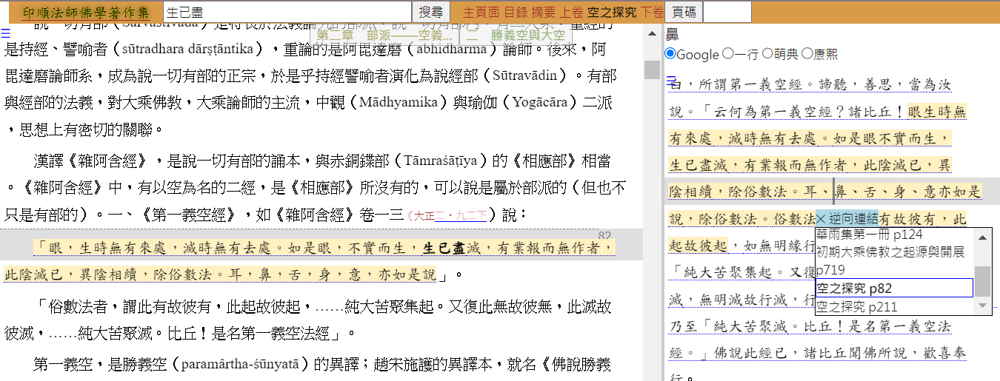 印順法師佛學著作集 生已盡 搜尋 主頁面 目錄 摘要 上卷 空之探究 下卷 頁碼
第二章 部派——空義... 二 勝義空與大空
說一切有部（Sarvāstivāda）是特長於法義論究的部派。說一切有部內，有二大系：重經的
是持經、譬喻者（sūtradhara dārṣṭāntika），重論的是阿毘達磨（abhidharma）論師。後來，阿
毘達磨論師系，成為說一切有部的正宗，於是乎持經譬喻者演化為說經部（Sūtravādin）。有部
與經部的法義，對大乘佛教，大乘論師的主流，中觀（Mādhyamika）與瑜伽（Yogācāra）二派
，思想上有密切的關聯。
漢譯《雜阿含經》，是說一切有部的誦本，與赤銅鍱部（Tāmraśāṭīya）的《相應部》相當
。《雜阿含經》中，有以空為名的二經，是《相應部》所沒有的，可以說是屬於部派的（但也不
只是有部的）。一、《第一義空經》，如《雜阿含經》卷一三（大正二・九二下）說：
82
「眼，生時無有來處，滅時無有去處。如是眼，不實而生，生已盡滅，有業報而無作者，
此陰滅已，異陰相續，除俗數法。耳，鼻，舌，身，意，亦如是說」。
「俗數法者，謂此有故彼有，此起故彼起，……純大苦聚集起。又復此無故彼無，此滅故
彼滅，……純大苦聚滅。比丘！是名第一義空法經」。
第一義空，是勝義空（paramârtha-śūnyatā）的異譯；趙宋施護的異譯本，就名《佛說勝義
鼻
Google 一行 萌典 康熙
白，所謂第一義空經。諦聽，善思，當為汝
說。「云何為第一義空經？諸比丘！眼生時無
有來處，滅時無有去處。如是眼不實而生，
生已盡滅，有業報而無作者，此陰滅已，異
陰相續，除俗數法。耳、鼻、舌、身、意亦如是
說，除俗數法。俗數法 × 逆向連結 有故彼有，此
起故彼起，如無明緣行
「純大苦聚集起。又復
滅，無明滅故行滅，行
華雨集第一冊 p124
初期大乘佛教之起源與開展
p719
空之探究 p82
空之探究 p211
乃至「純大苦聚滅。比丘！是名第一義空法
經。」佛說此經已，諸比丘聞佛所說，歡喜奉
行。